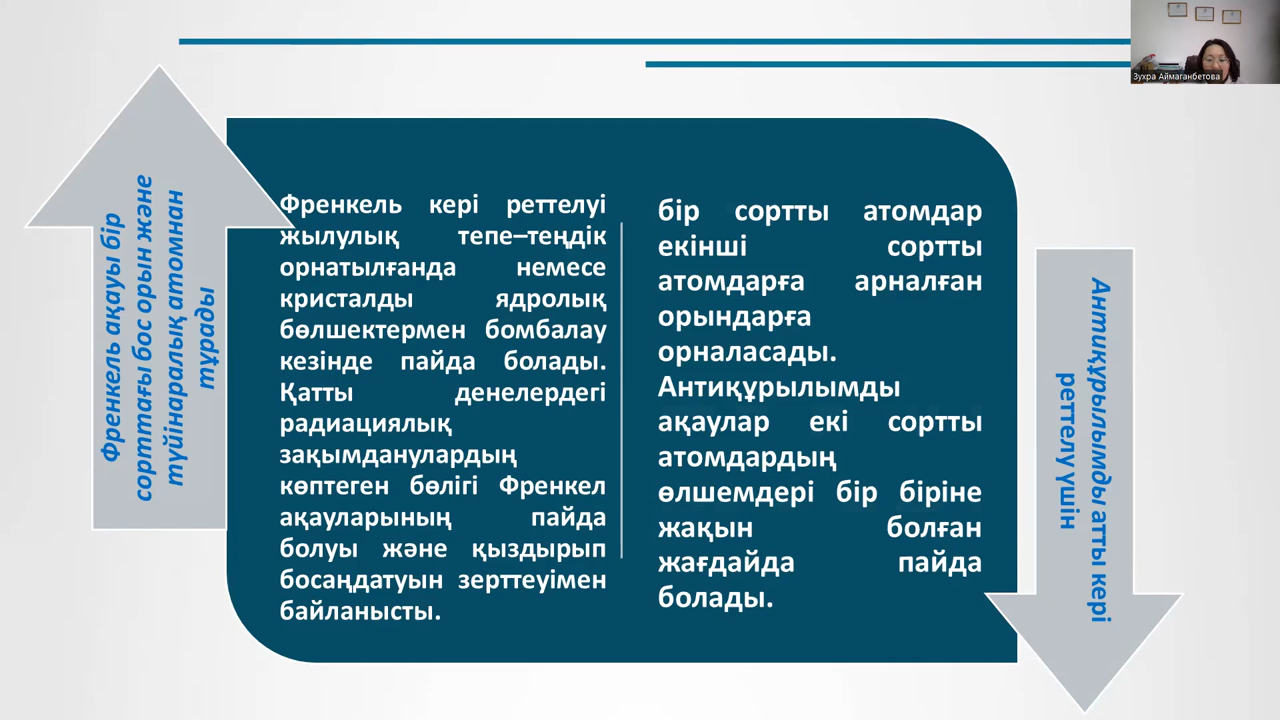 Зухра Аймаганбетова
Френкель ақауы бір
сорттағы бос орын және
түйінаралық атомнан
тұрады
Френкель кері реттелуі
жылулық тепе–теңдік
орнатылғанда немесе
кристалды ядролық
бөлшектермен бомбалау
кезінде пайда болады.
Қатты денелердегі
радиациялық
зақымданулардың
көптеген бөлігі Френкел
ақауларының пайда
болуы және қыздырып
босаңдатуын зерттеуімен
байланысты.
бір сортты атомдар
екінші сортты
атомдарға арналған
орындарға
орналасады.
Антиқұрылымды
ақаулар екі сортты
атомдардың
өлшемдері бір біріне
жақын болған
жағдайда пайда
болады.
Антиқұрылымды атты кері
реттелу үшін